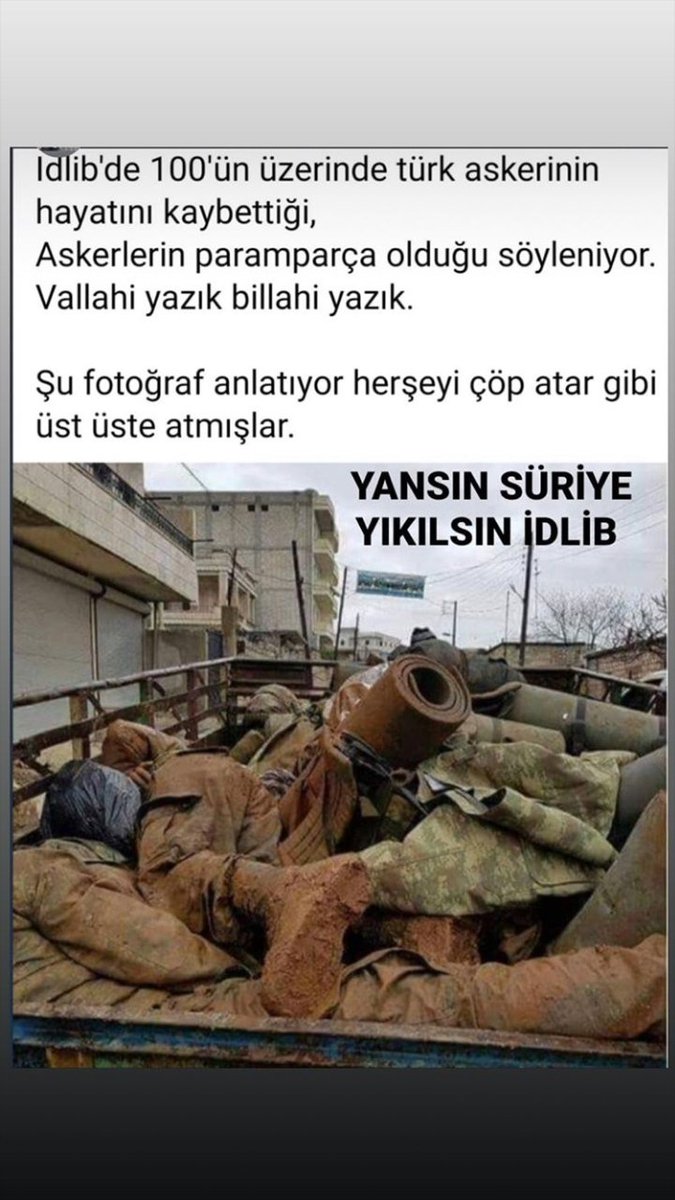 İdlib'de 100'ün üzerinde türk askerinin
hayatını kaybettiği,
Askerlerin paramparça olduğu söyleniyor.
Vallahi yazık billahi yazık.
Şu fotoğraf anlatıyor herşeyi çöp atar gibi
üst üste atmışlar.
YANSIN SÜRİYE
YIKILSIN İDLİB